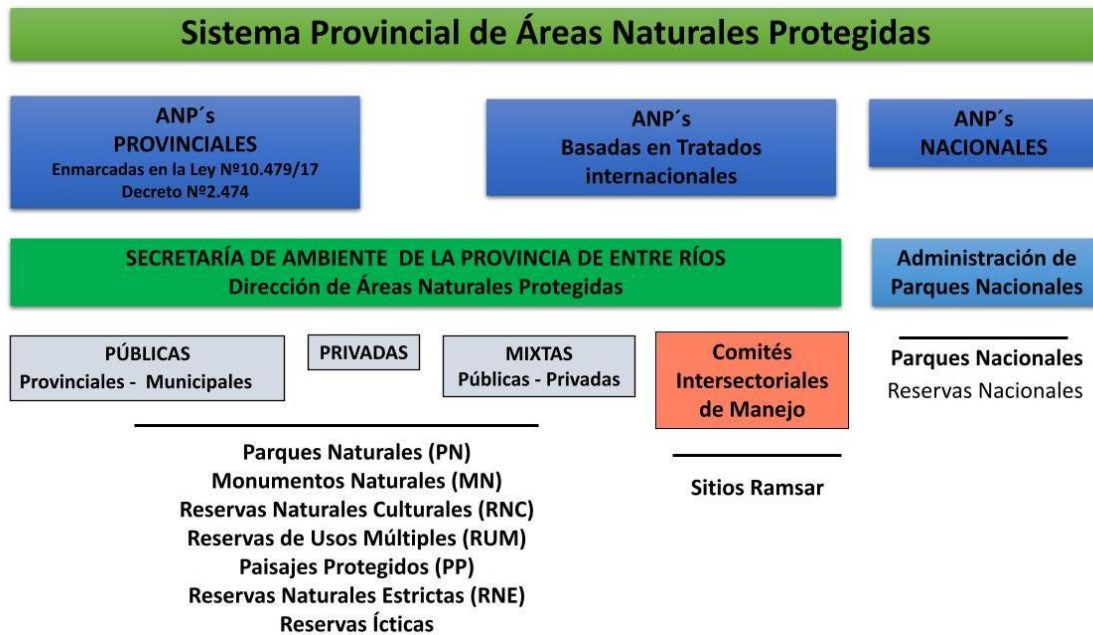 Sistema Provincial de Áreas Naturales Protegidas
ANP´s
PROVINCIALES
Enmarcadas en la Ley Nº10.479/17
Decreto Nº2.474
ANP´s
Basadas en Tratados
internacionales
ANP´s
NACIONALES
SECRETARÍA DE AMBIENTE DE LA PROVINCIA DE ENTRE RÍOS
Dirección de Áreas Naturales Protegidas
Administración de
Parques Nacionales
PÚBLICAS
Provinciales - Municipales
PRIVADAS
MIXTAS
Públicas - Privadas
Comités
Intersectoriales
de Manejo
Parques Nacionales
Reservas Nacionales
Parques Naturales (PN)
Monumentos Naturales (MN)
Reservas Naturales Culturales (RNC)
Reservas de Usos Múltiples (RUM)
Paisajes Protegidos (PP)
Reservas Naturales Estrictas (RNE)
Reservas Ícticas
Sitios Ramsar